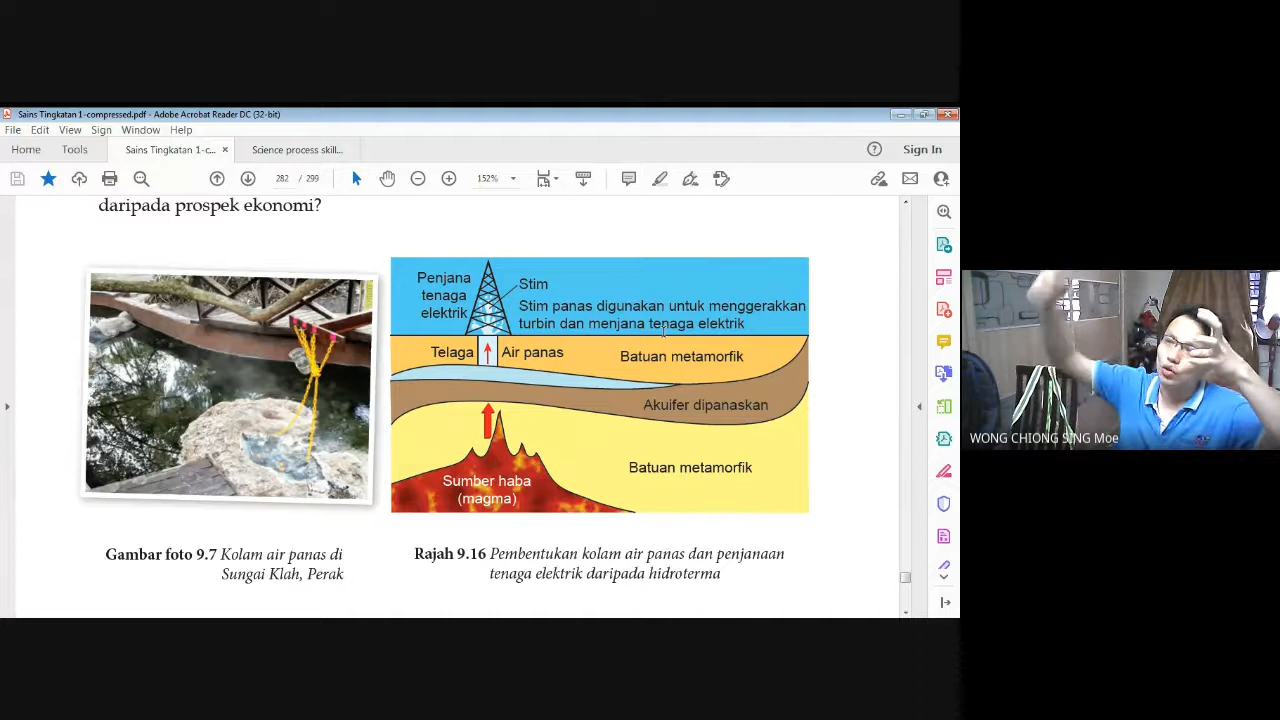 Sains Tingkatan 1-compressed.pdf - Adobe Acrobat Reader DC (32-bit)
File Edit View Sign Window Help
Home Tools Sains Tingkatan 1-c... × Science process skill... Sign In
282 / 299 152%
daripada prospek ekonomi?
Penjana
tenaga
elektrik
Stim
Stim panas digunakan untuk menggerakkan
turbin dan menjana tenaga elektrik
Telaga
Air panas
Batuan metamorfik
Akuifer dipanaskan
Batuan metamorfik
Sumber haba
(magma)
Gambar foto 9.7 Kolam air panas di
Sungai Klah, Perak
Rajah 9.16 Pembentukan kolam air panas dan penjanaan
tenaga elektrik daripada hidroterma
WONG CHIONG SING Moe